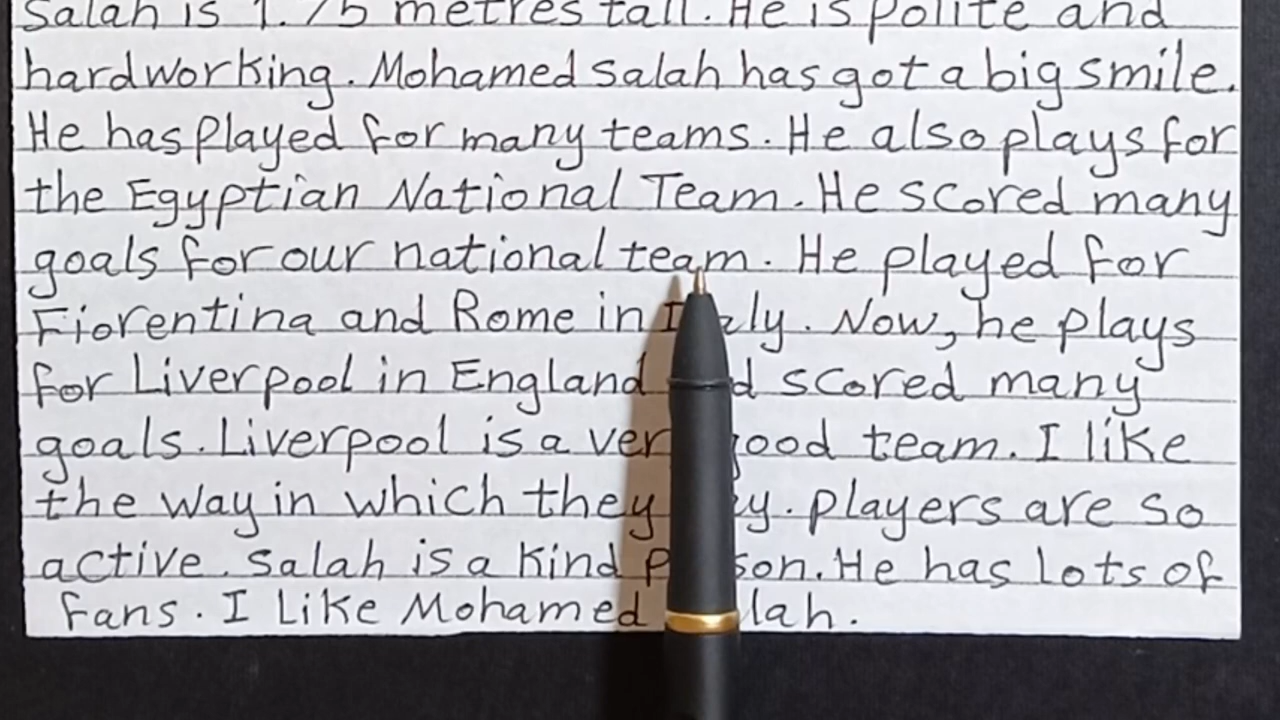 Salah is 1.75 metres tall. He is polite and
hardworking. Mohamed Salah has got a big smile.
He has played for many teams. He also plays for
the Egyptian National Team. He scored many
goals for our national team. He played for
Fiorentina and Rome in Italy. Now, he plays
for Liverpool in England scored many
goals. Liverpool is a very good team. I like
the way in which they Players are so
active. Salah is a kind person. He has lots of
fans. I like Mohamed Salah.